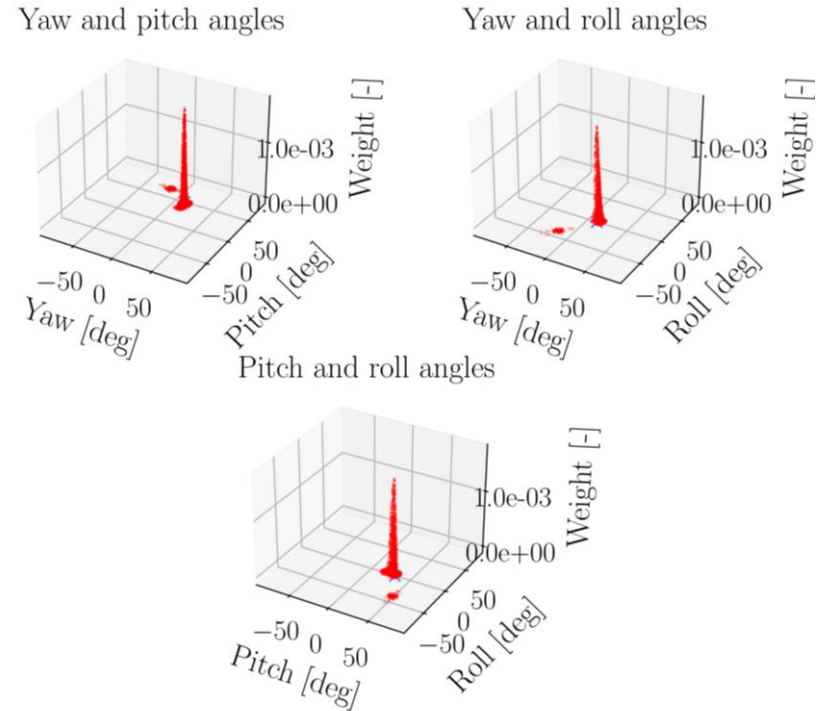 Yaw and pitch angles
Yaw and roll angles
Weight [-]
1.0e-03
0.0e+00
50
0
−50
Pitch [deg]
−50 0 50
Yaw [deg]
Weight [-]
1.0e-03
0.0e+00
50
0
−50
Roll [deg]
−50 0 50
Yaw [deg]
Pitch and roll angles
Weight [-]
1.0e-03
0.0e+00
50
0
−50
Roll [deg]
−50 0 50
Pitch [deg]